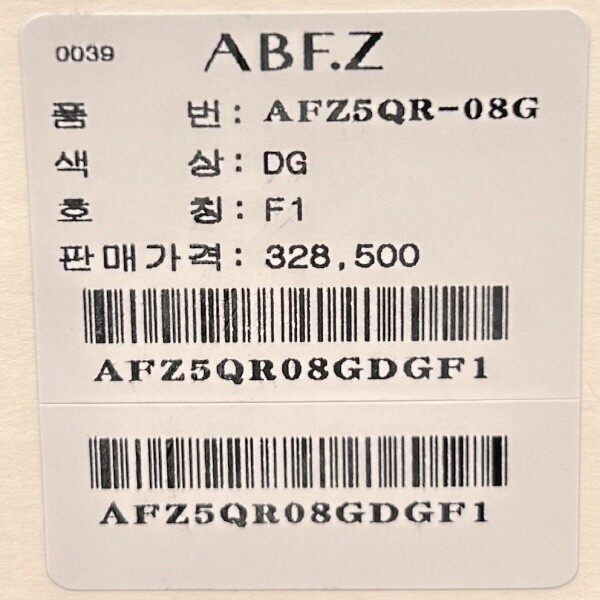 0039 ABF.Z
품 번 : AFZ5QR-08G
색 상 : DG
호 칭 : F1
판매가격 : 328,500
AFZ5QR08GDGF1
AFZ5QR08GDGF1